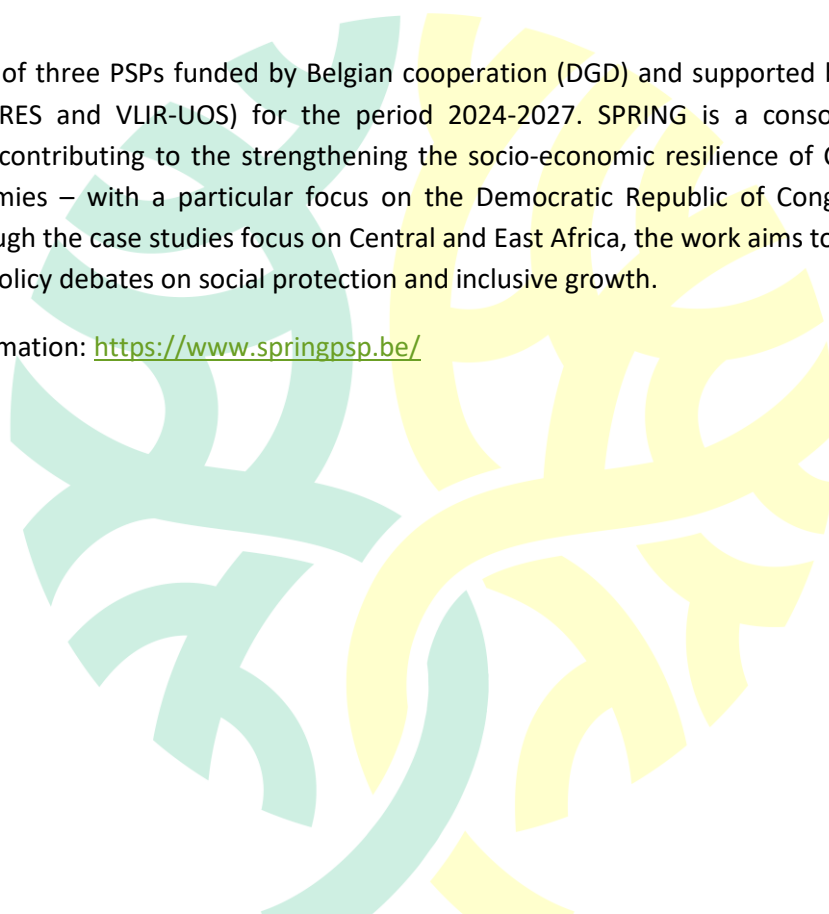 of three PSPs funded by Belgian cooperation (DGD) and supported
RES and VLIR-UOS) for the period 2024-2027. SPRING is a
contributing to the strengthening the socio-economic resilience of
mies – with a particular focus on the Democratic Republic of
ugh the case studies focus on Central and East Africa, the work aims to
policy debates on social protection and inclusive growth.
mation: https://www.springpsp.be/